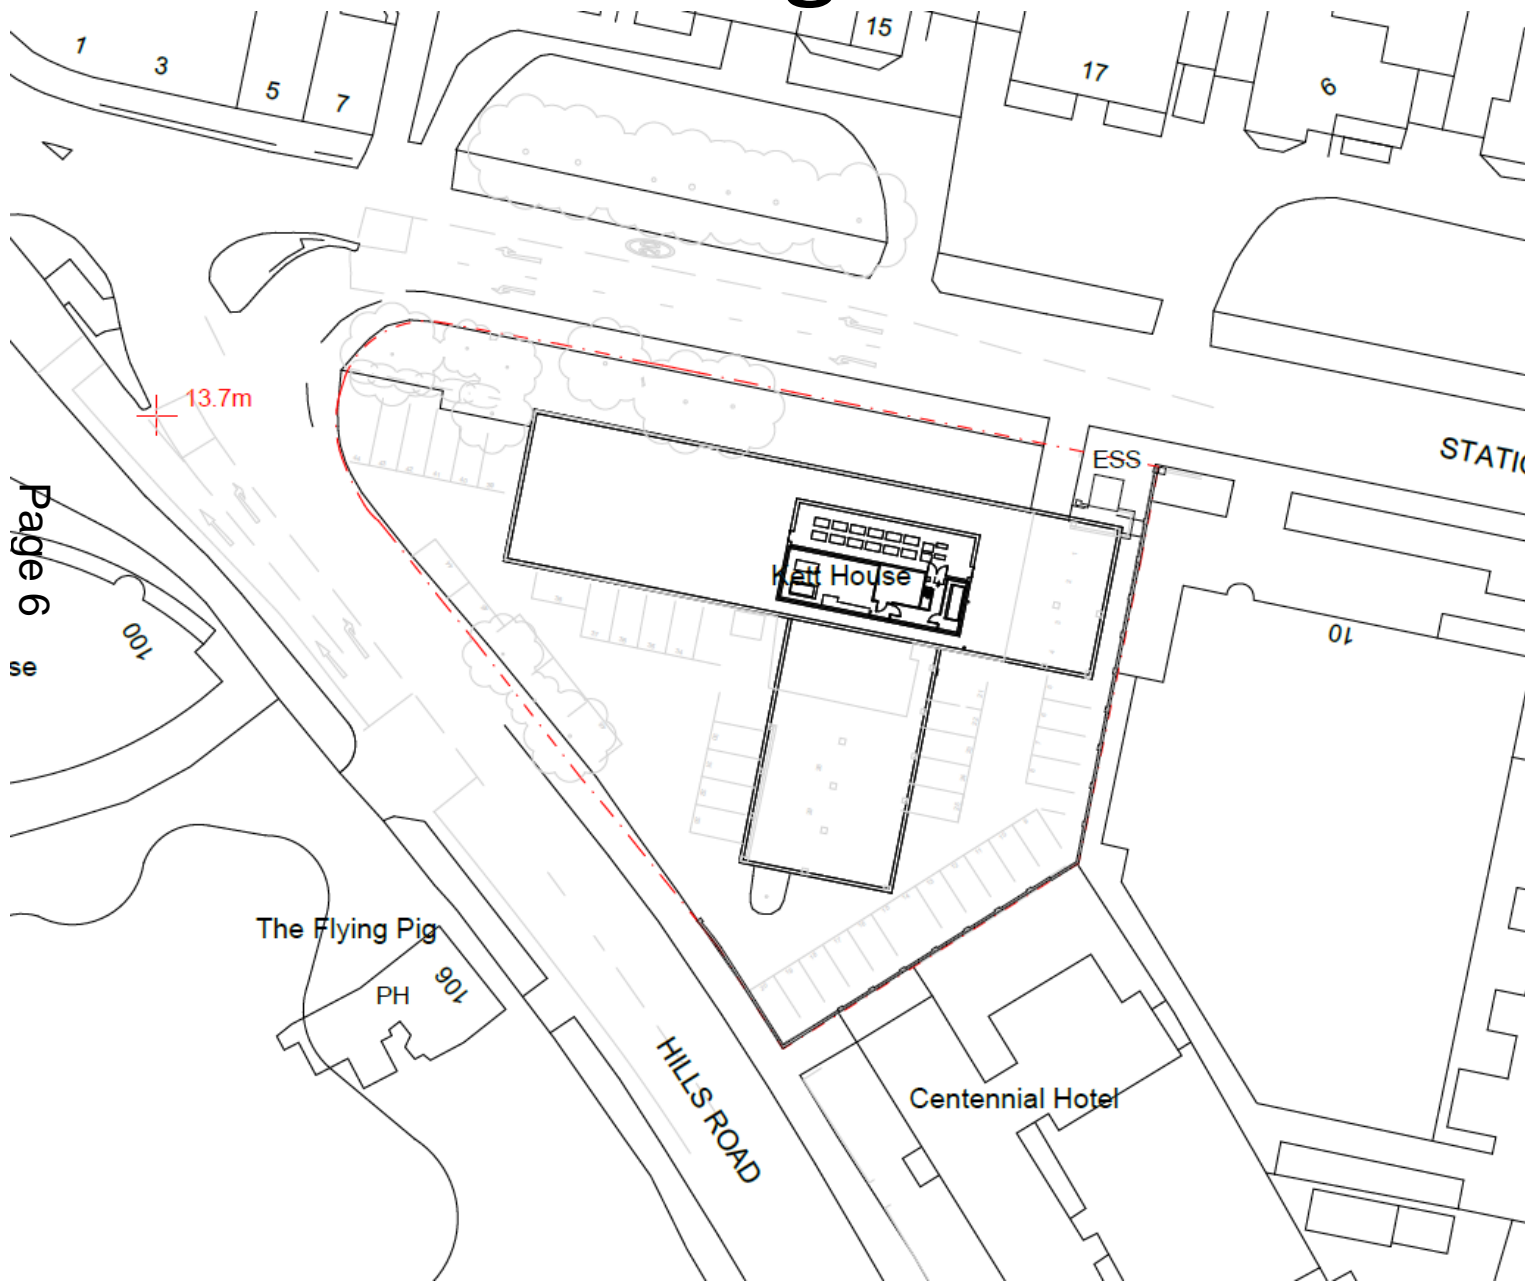 15
1
3
5
7
17
6
13.7m
STATIO
ESS
Page 6
Kett House
100
se
10
The Flying Pig
106
PH
HILLS ROAD
Centennial Hotel